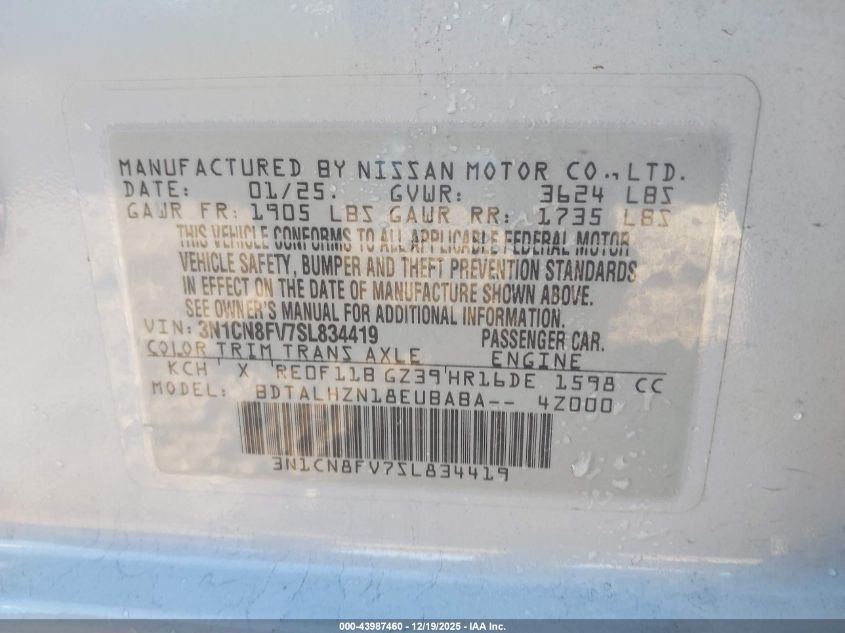 MANUFACTURED BY NISSAN MOTOR CO.,LTD.
DATE: 01/25. GVWR: 3624 LBS
GAWR FR: 1905 LBS GAWR RR: 1735 LBS
THIS VEHICLE CONFORMS TO ALL APPLICABLE FEDERAL MOTOR
VEHICLE SAFETY, BUMPER AND THEFT PREVENTION STANDARDS
IN EFFECT ON THE DATE OF MANUFACTURE SHOWN ABOVE.
SEE OWNER'S MANUAL FOR ADDITIONAL INFORMATION.
VIN: 3N1CN8FV7SL834419 PASSENGER CAR.
COLOR TRIM TRANS AXLE ENGINE
KCH X RE0F11B GZ39 HR16DE 1598 CC
MODEL: BDTALHZN18EUBABA-- 4Z000
3N1CN8FV7SL834419
000-43987460 - 12/19/2025 - IAA Inc.